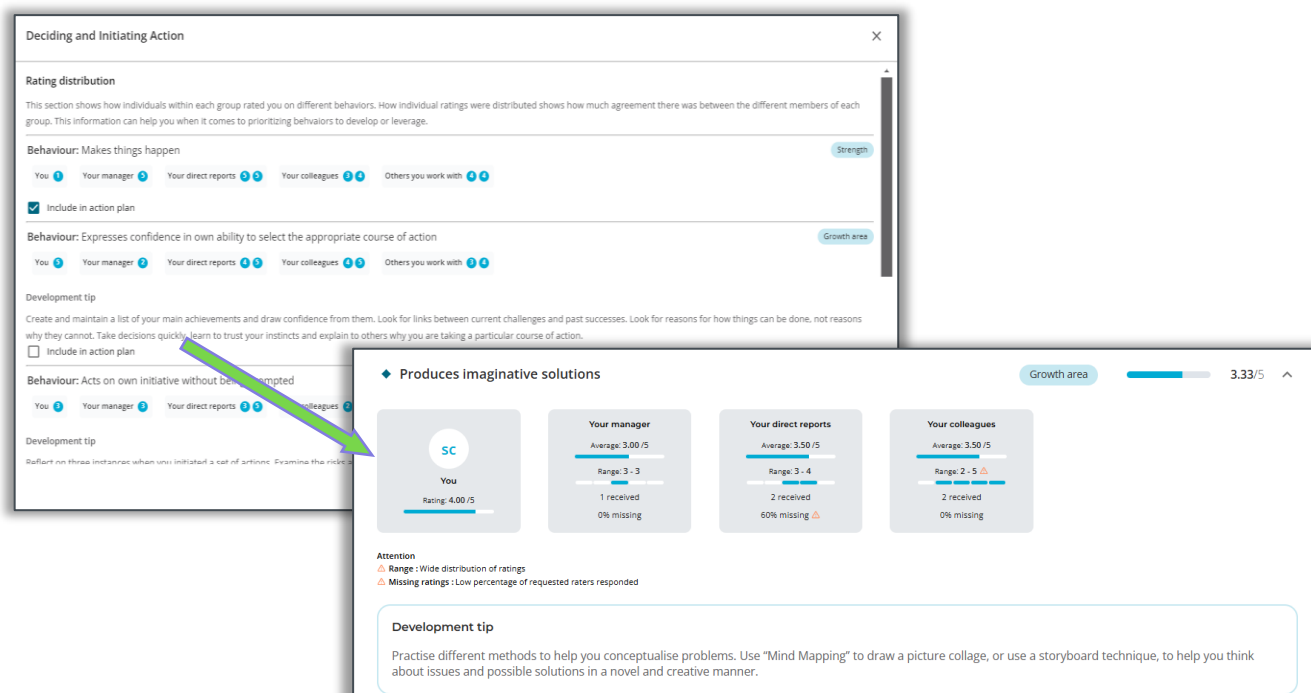 Deciding and Initiating Action
Rating distribution
This section shows how individuals within each group rated you on different behaviors. How individual ratings were distributed shows how much agreement there was between the different members of each
group. This information can help you when it comes to prioritizing behvaiors to develop or leverage.
Behaviour: Makes things happen
Strength
You 1 Your manager 5 Your direct reports 5 5 Your colleagues 3 4 Others you work with 4 4
Include in action plan
Behaviour: Expresses confidence in own ability to select the appropriate course of action
Growth area
You 5 Your manager 2 Your direct reports 4 5 Your colleagues 4 5 Others you work with 3 4
Development tip
Create and maintain a list of your main achievements and draw confidence from them. Look for links between current challenges and past successes. Look for reasons for how things can be done, not reasons
why they cannot. Take decisions quickly, learn to trust your instincts and explain to others why you are taking a particular course of action.
Include in action plan
Behaviour: Acts on own initiative without being prompted
You 3 Your manager 3 Your direct reports 3 5 colleagues 2
Development tip
Reflect on three instances when you initiated a set of actions. Examine the risks
Produces imaginative solutions
Growth area
3.33/5
SC
You
Rating: 4.00 /5
Your manager
Average: 3.00 /5
Range: 3 - 3
1 received
0% missing
Your direct reports
Average: 3.50 /5
Range: 3 - 4
2 received
60% missing
Your colleagues
Average: 3.50 /5
Range: 2 - 5
2 received
0% missing
Attention
Range : Wide distribution of ratings
Missing ratings : Low percentage of requested raters responded
Development tip
Practise different methods to help you conceptualise problems. Use “Mind Mapping” to draw a picture collage, or use a storyboard technique, to help you think
about issues and possible solutions in a novel and creative manner.